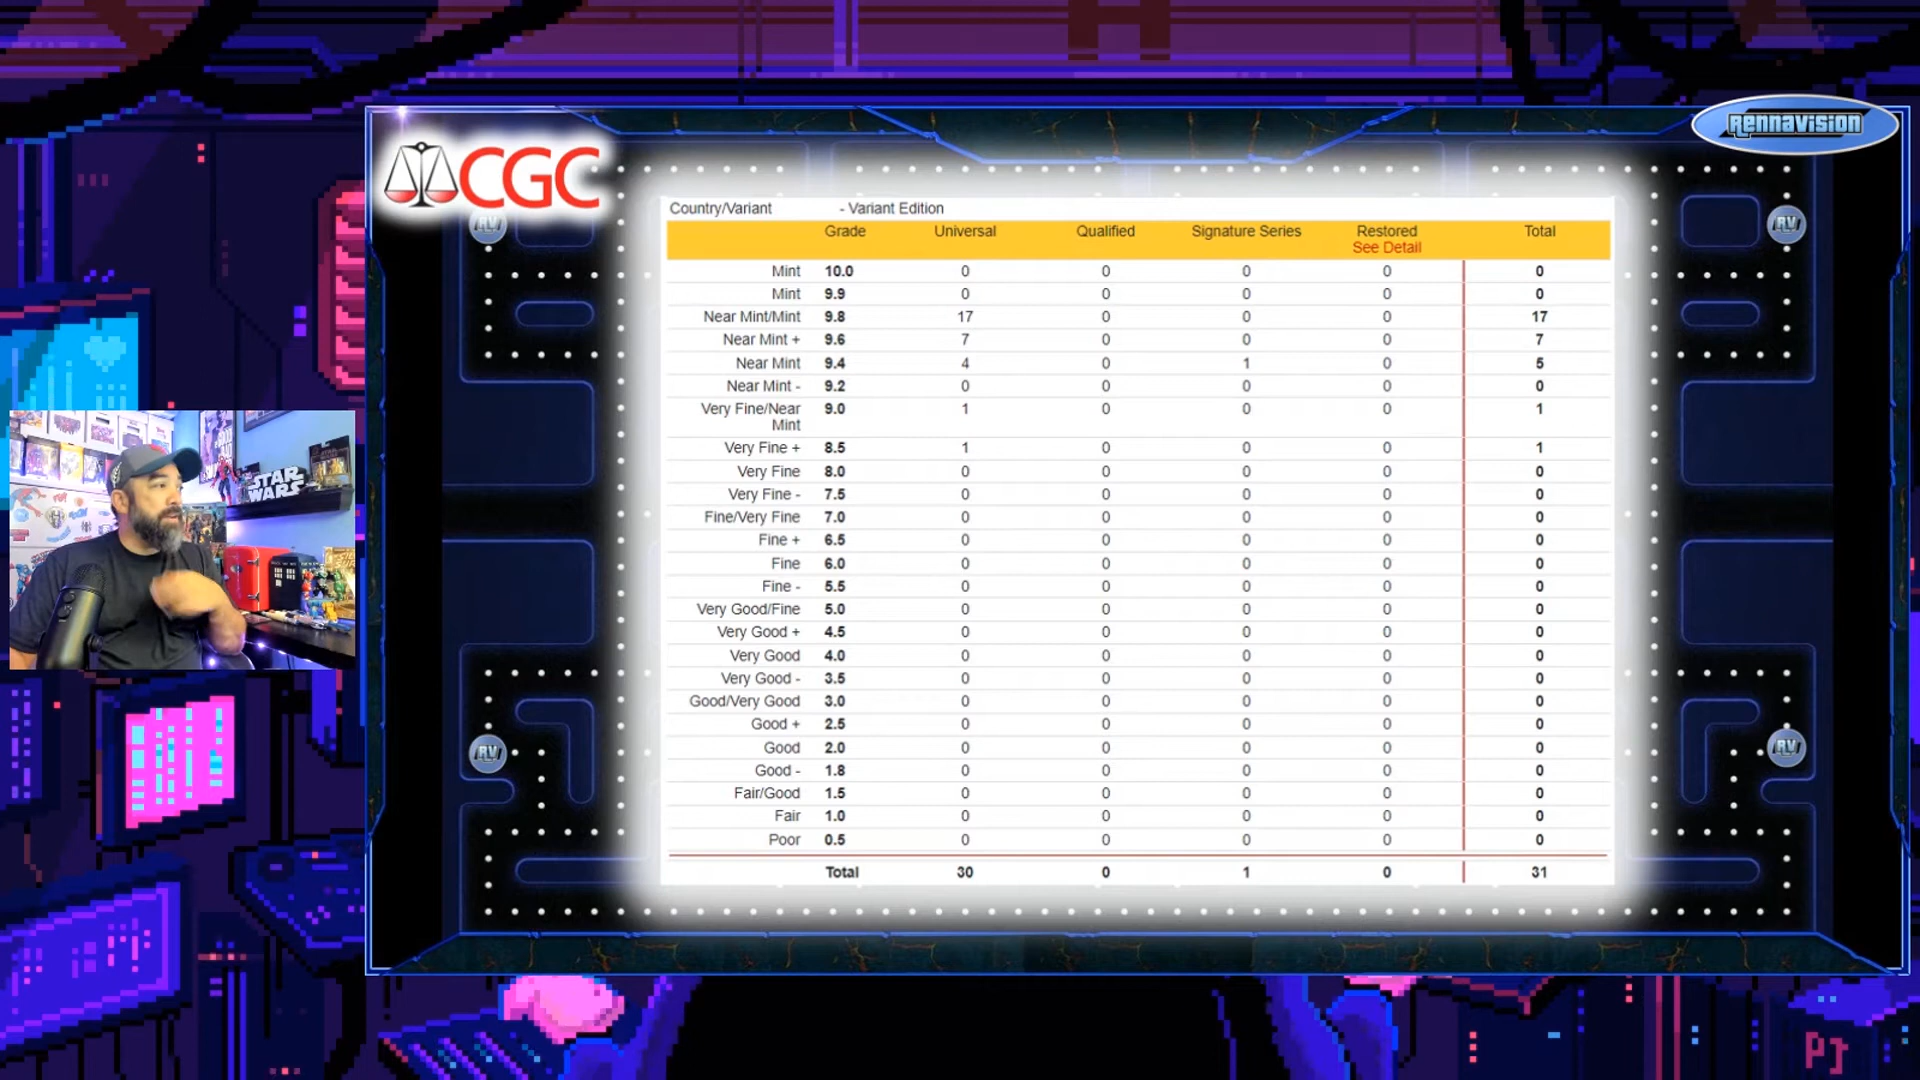 CGC
Rennavision
RV
RV
RV
RV
STAR
WARS
Country/Variant - Variant Edition
Grade Universal Qualified Signature Series Restored Total
See Detail
Mint 10.0 0 0 0 0 0
Mint 9.9 0 0 0 0 0
Near Mint/Mint 9.8 17 0 0 0 17
Near Mint + 9.6 7 0 0 0 7
Near Mint 9.4 4 0 1 0 5
Near Mint - 9.2 0 0 0 0 0
Very Fine/Near 9.0 1 0 0 0 1
Mint
Very Fine + 8.5 1 0 0 0 1
Very Fine 8.0 0 0 0 0 0
Very Fine - 7.5 0 0 0 0 0
Fine/Very Fine 7.0 0 0 0 0 0
Fine + 6.5 0 0 0 0 0
Fine 6.0 0 0 0 0 0
Fine - 5.5 0 0 0 0 0
Very Good/Fine 5.0 0 0 0 0 0
Very Good + 4.5 0 0 0 0 0
Very Good 4.0 0 0 0 0 0
Very Good - 3.5 0 0 0 0 0
Good/Very Good 3.0 0 0 0 0 0
Good + 2.5 0 0 0 0 0
Good 2.0 0 0 0 0 0
Good - 1.8 0 0 0 0 0
Fair/Good 1.5 0 0 0 0 0
Fair 1.0 0 0 0 0 0
Poor 0.5 0 0 0 0 0
Total 30 0 1 0 31